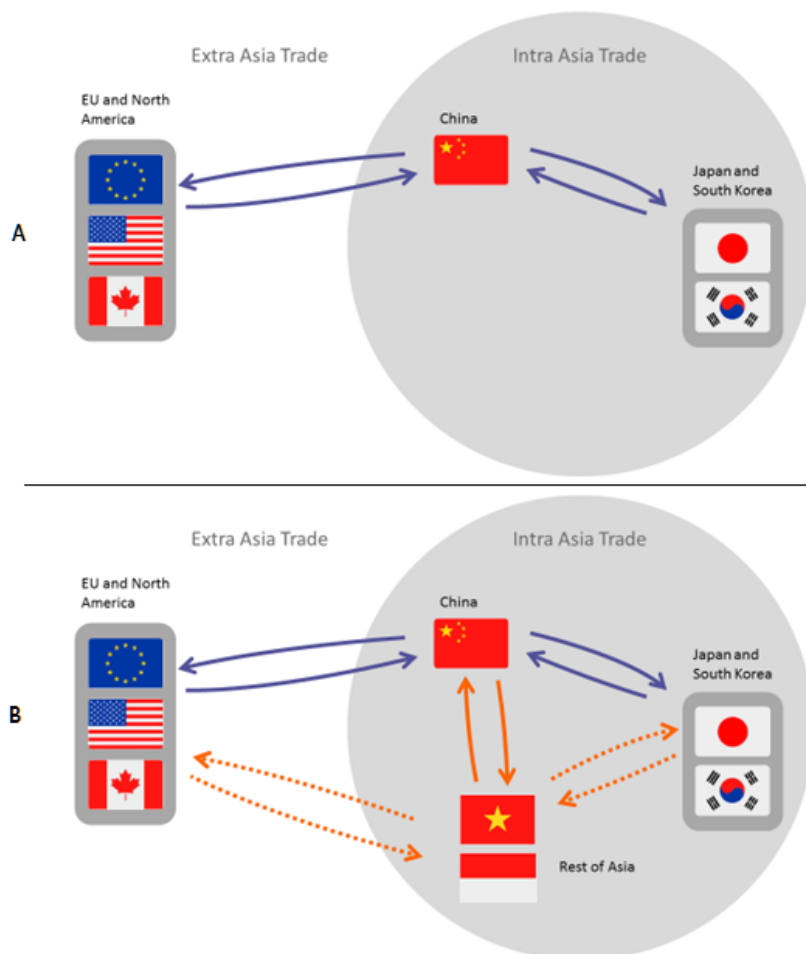 Extra Asia Trade
Intra Asia Trade
EU and North
America
China
Japan and
South Korea
A
Extra Asia Trade
Intra Asia Trade
EU and North
America
China
Japan and
South Korea
B
Rest of Asia